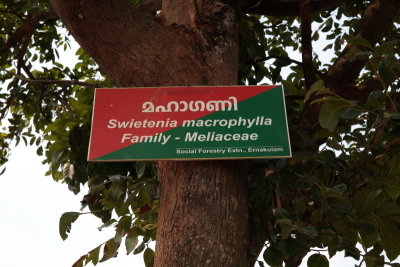 മഹാഗണി
Swietenia macrophylla
Family - Meliaceae
Social Forestry Extn., Ernakulam